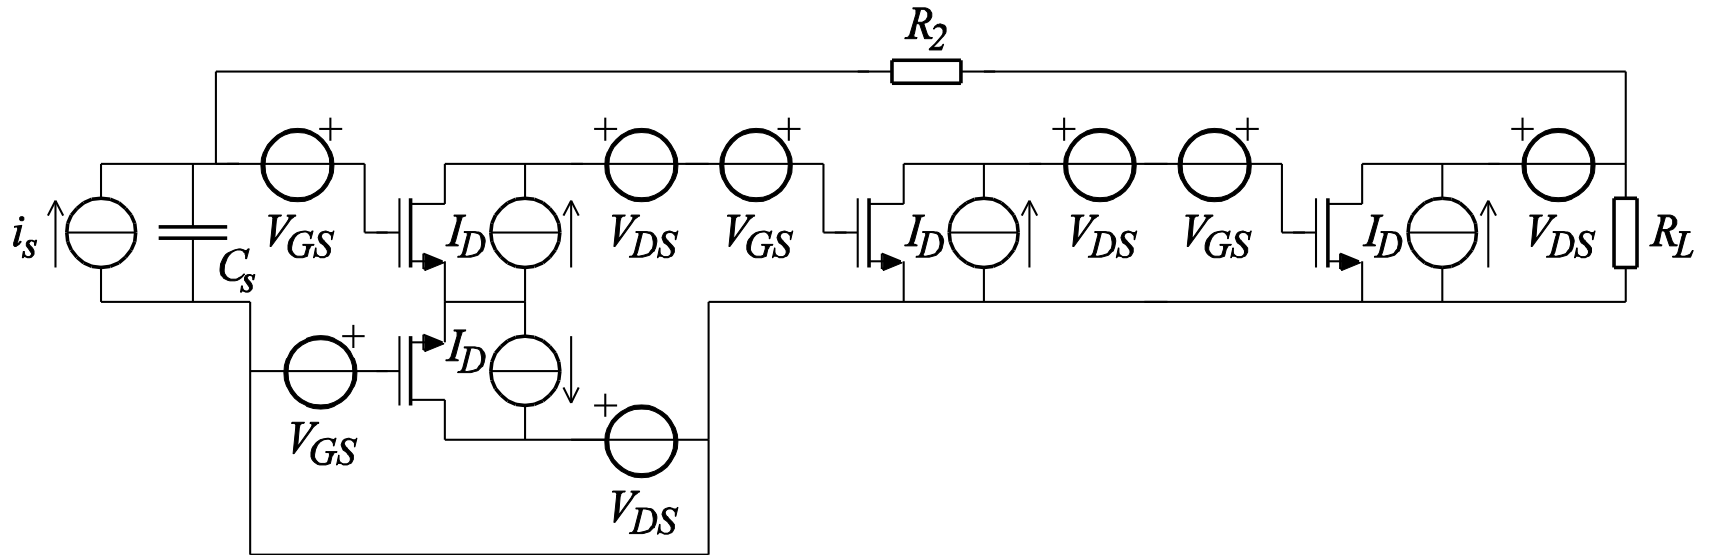 R2
+ + + + + +
is Cs VGS ID VDS VGS ID VDS VGS ID VDS RL
+ ID +
VGS
VDS